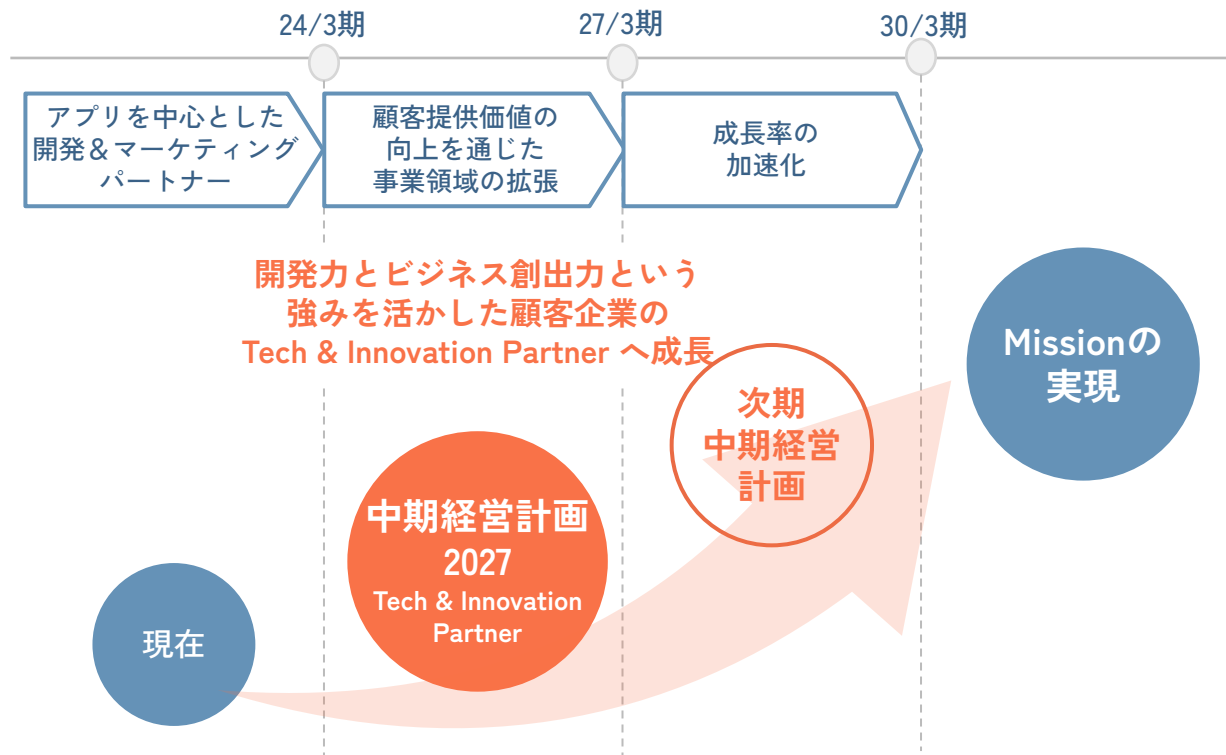 24/3期
27/3期
30/3期
アプリを中心とした
開発＆マーケティング
パートナー
顧客提供価値の
向上を通じた
事業領域の拡張
成長率の
加速化
開発力とビジネス創出力という
強みを活かした顧客企業の
Tech & Innovation Partner へ成長
Missionの
実現
次期
中期経営
計画
中期経営計画
2027
Tech & Innovation
Partner
現在